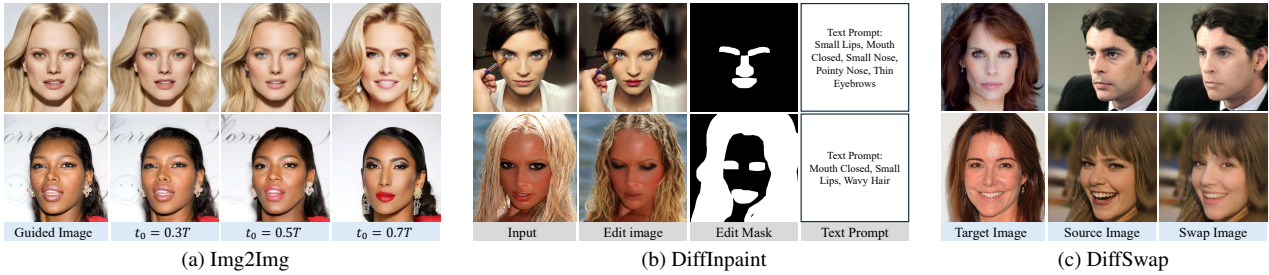 Text Prompt:
Small Lips, Mouth
Closed, Small Nose,
Pointy Nose, Thin
Eyebrows
Text Prompt:
Mouth Closed, Small
Lips, Wavy Hair
Guided Image
t₀ = 0.3T
t₀ = 0.5T
t₀ = 0.7T
Input
Edit image
Edit Mask
Text Prompt
Target Image
Source Image
Swap Image
(a) Img2Img
(b) DiffInpaint
(c) DiffSwap